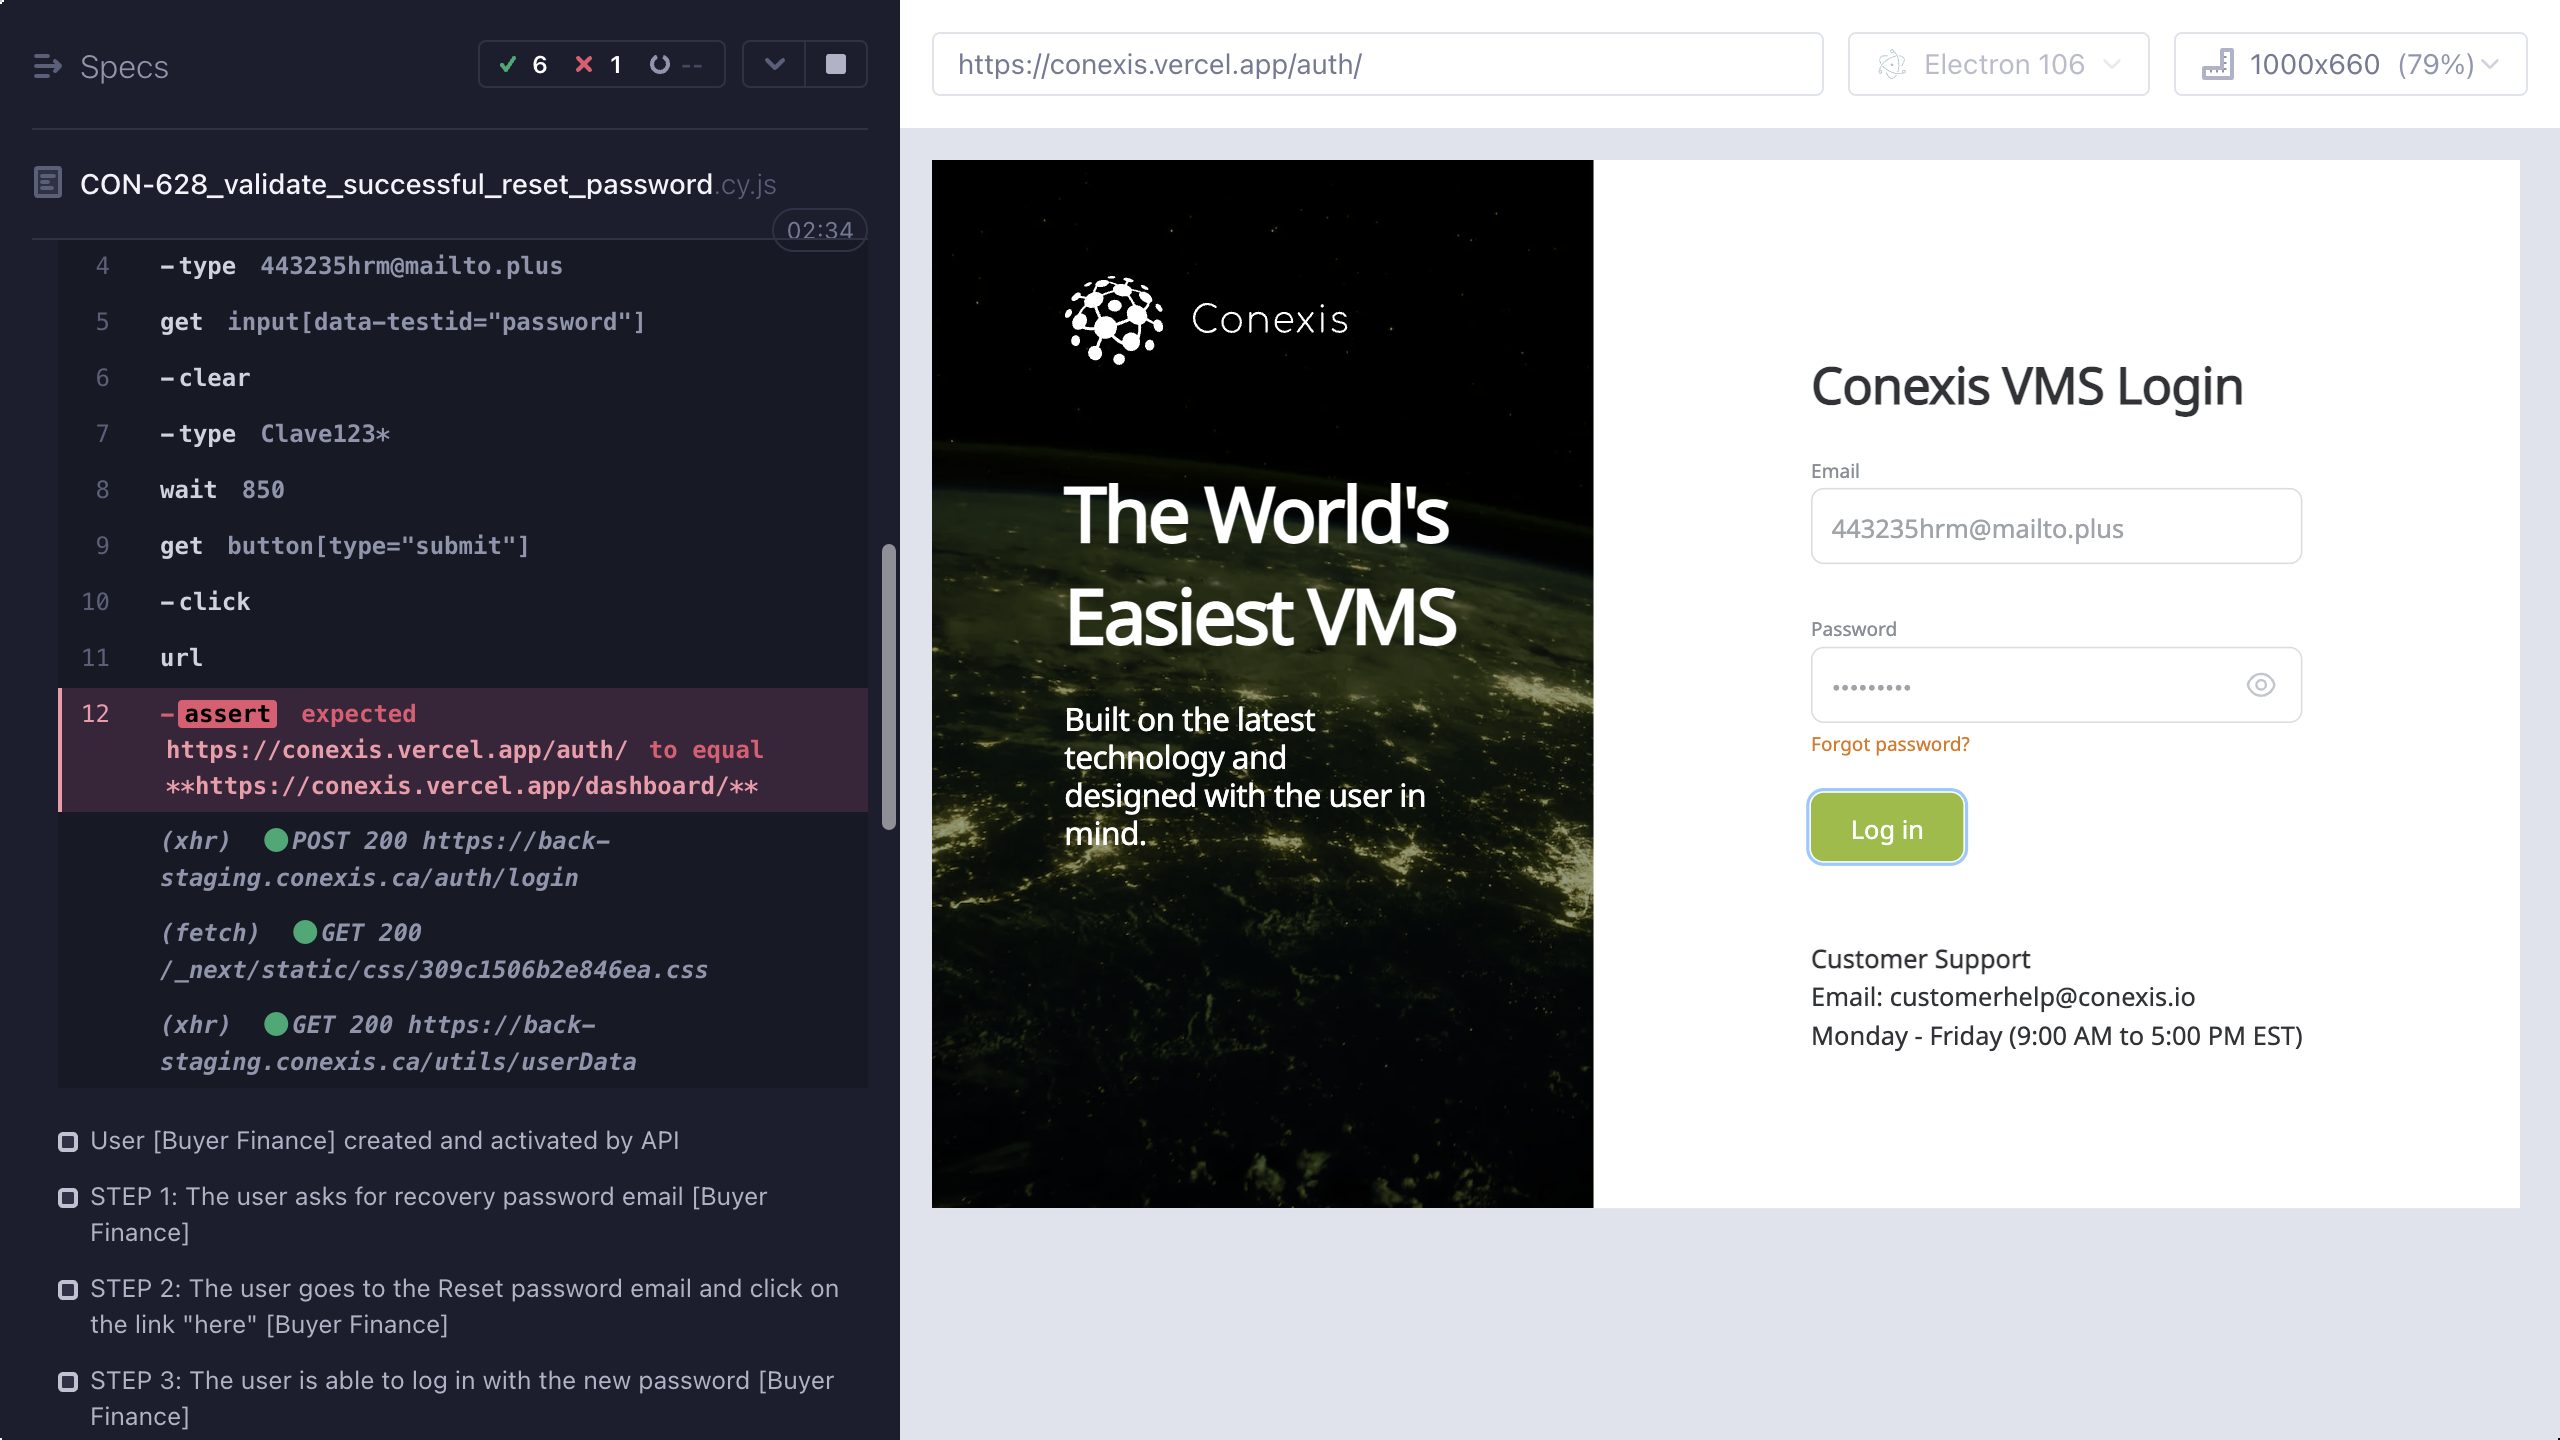 Specs
6 1 --
CON-628_validate_successful_reset_password.cy.js
02:34
4 -type 443235hrm@mailto.plus
5 get input[data-testid="password"]
6 -clear
7 -type Clave123*
8 wait 850
9 get button[type="submit"]
10 -click
11 url
12 -assert expected
https://conexis.vercel.app/auth/ to equal
**https://conexis.vercel.app/dashboard/**
(xhr) POST 200 https://back-
staging.conexis.ca/auth/login
(fetch) GET 200
/_next/static/css/309c1506b2e846ea.css
(xhr) GET 200 https://back-
staging.conexis.ca/utils/userData
User [Buyer Finance] created and activated by API
STEP 1: The user asks for recovery password email [Buyer
Finance]
STEP 2: The user goes to the Reset password email and click on
the link "here" [Buyer Finance]
STEP 3: The user is able to log in with the new password [Buyer
Finance]
https://conexis.vercel.app/auth/
Electron 106
1000x660 (79%)
Conexis
The World's
Easiest VMS
Built on the latest
technology and
designed with the user in
mind.
Conexis VMS Login
Email
443235hrm@mailto.plus
Password
•••••••••
Forgot password?
Log in
Customer Support
Email: customerhelp@conexis.io
Monday - Friday (9:00 AM to 5:00 PM EST)